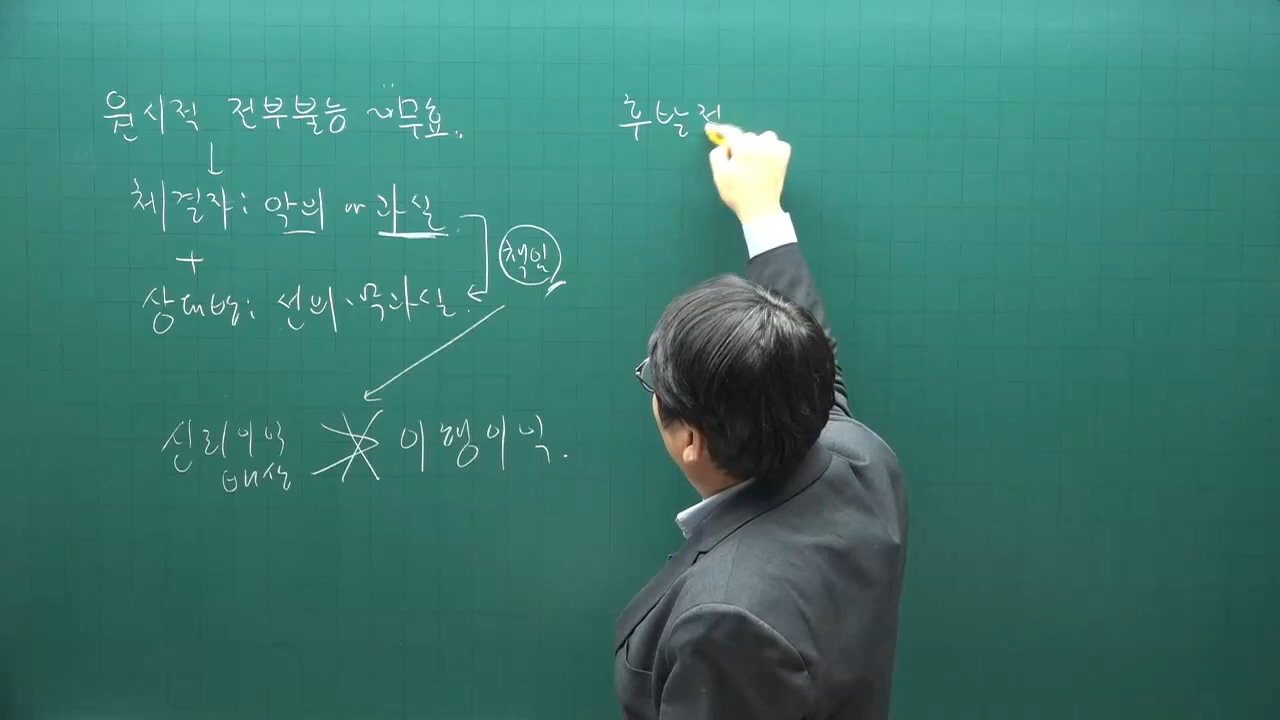 원시적 전부불능 ~ 무효.
↓
체결자: 악의 or 과실
책임
+
상대방: 선의·무과실.
신뢰이익 이행이익.
배상
후발적